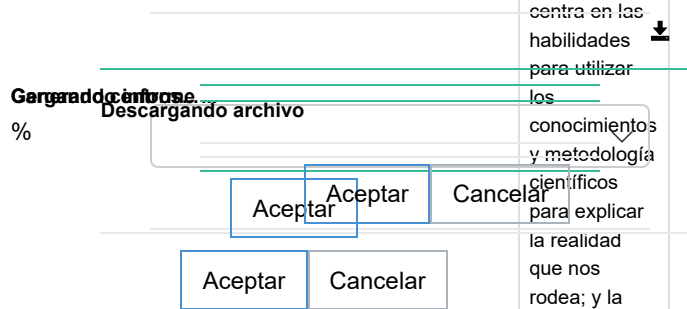 centra en las
habilidades
para utilizar
los
conocimientos
y metodología
científicos
para explicar
la realidad
que nos
rodea; y la
Descargando archivo
%
Aceptar Cancelar
Aceptar
Aceptar Cancelar